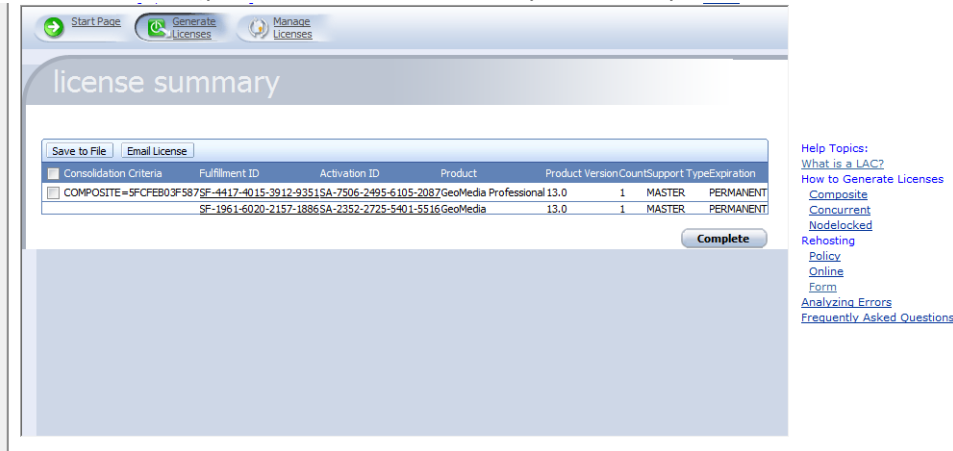 Start Page
Generate Licenses
Manage Licenses
license summary
Save to File Email License
Consolidation Criteria Fulfillment ID Activation ID Product Product Version Count Support Type Expiration
COMPOSITE=5FCFEB03F587 SF-4417-4015-3912-9351 SA-7506-2495-6105-2087 GeoMedia Professional 13.0 1 MASTER PERMANENT
SF-1961-6020-2157-1886 SA-2352-2725-5401-5516 GeoMedia 13.0 1 MASTER PERMANENT
Complete
Help Topics:
What is a LAC?
How to Generate Licenses
Composite
Concurrent
Nodelocked
Rehosting
Policy
Online
Form
Analyzing Errors
Frequently Asked Questions